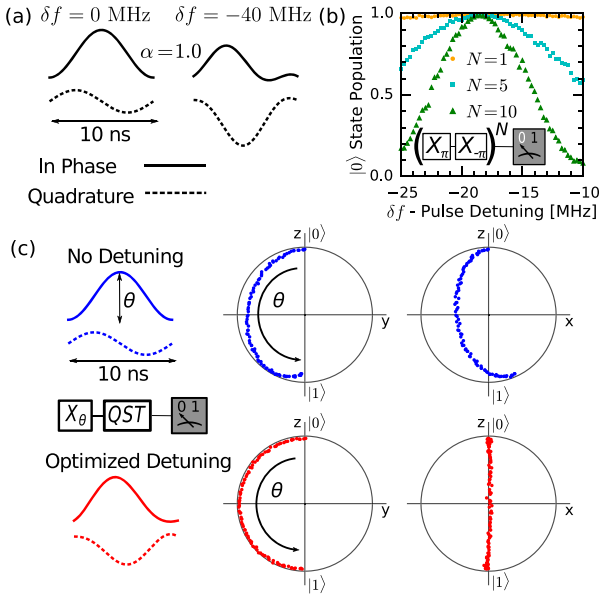 (a)
δf = 0 MHz
δf = −40 MHz
α = 1.0
10 ns
In Phase
Quadrature
(b)
|0⟩ State Population
1.0
0.5
0.0
N = 1
N = 5
N = 10
(X_π X_-π)^N 0 1
−25 −20 −15 −10
δf - Pulse Detuning [MHz]
(c)
No Detuning
θ
10 ns
X_θ QST 0 1
Optimized Detuning
z |0⟩
θ
y
|1⟩
z |0⟩
x
|1⟩
z |0⟩
θ
y
|1⟩
z |0⟩
x
|1⟩